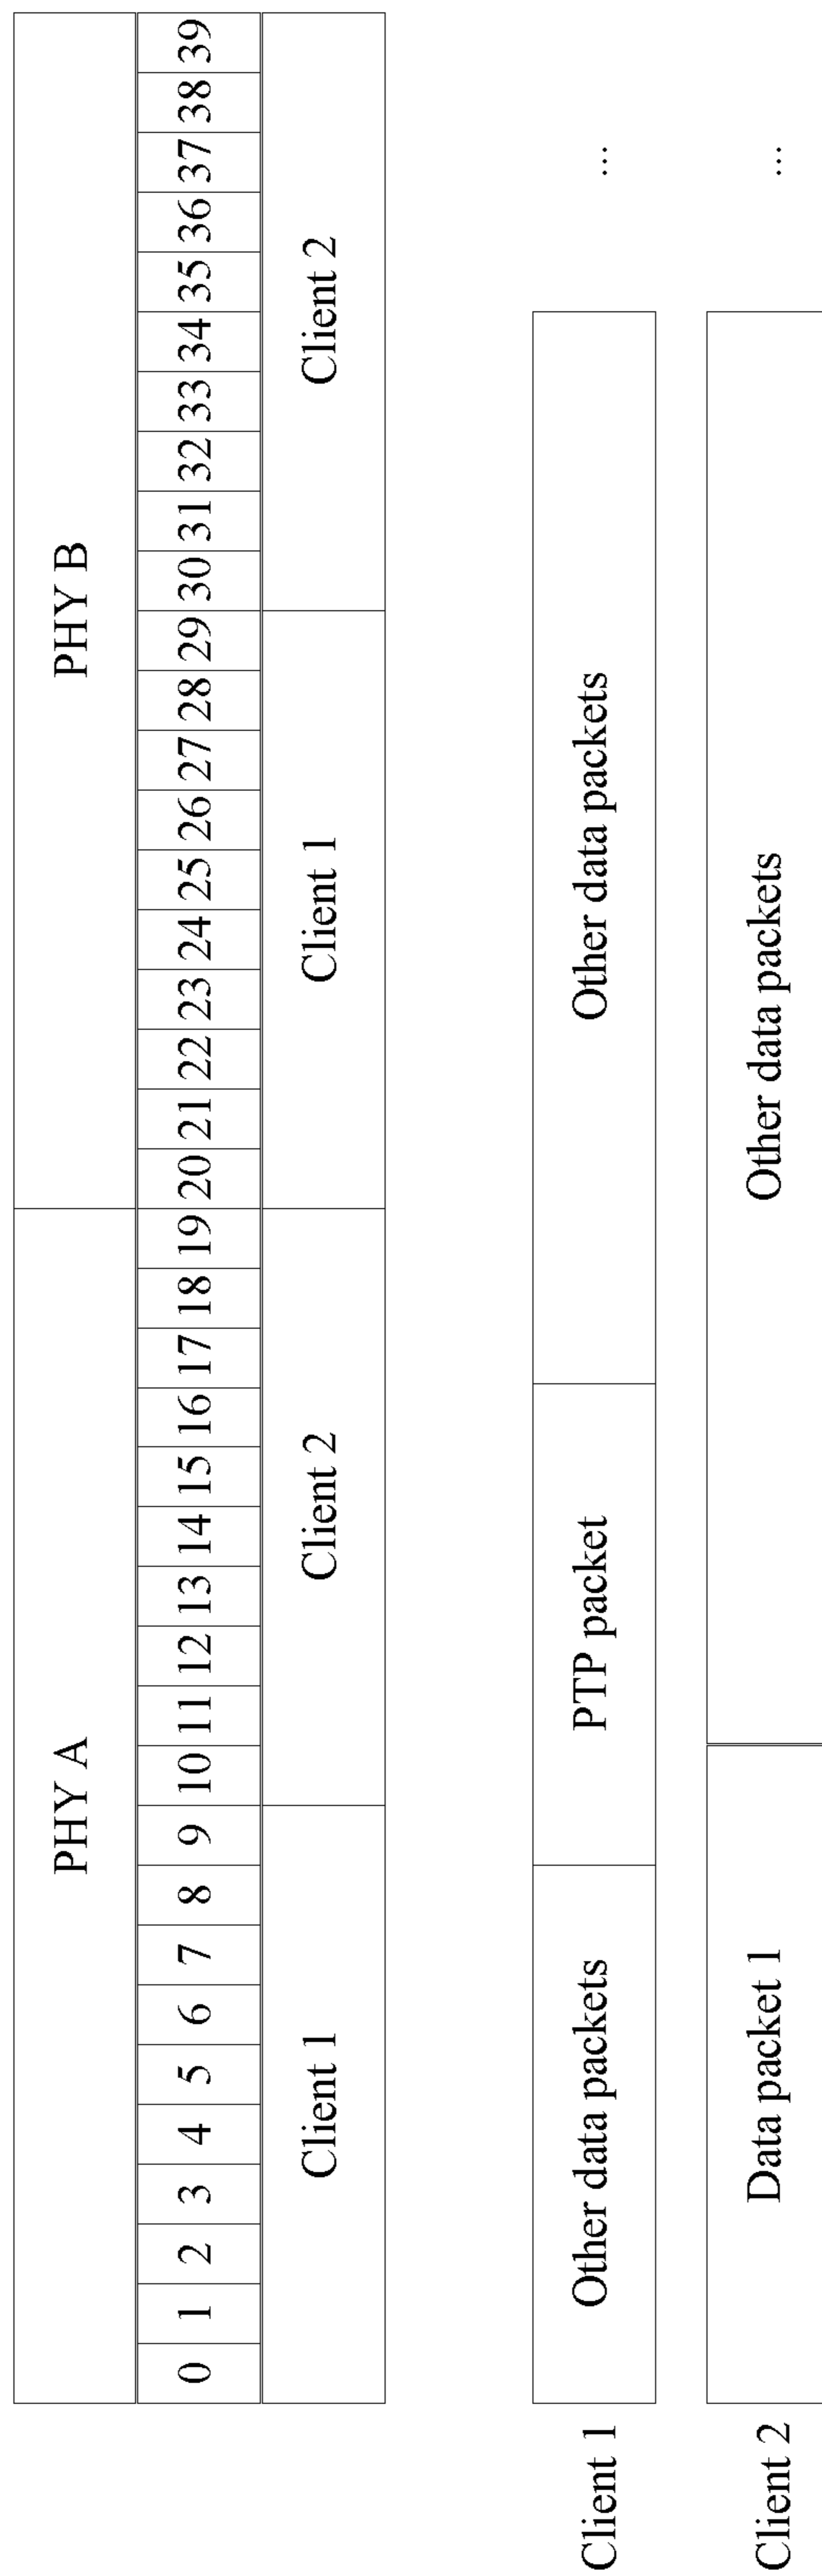 PHY A PHY B
0 1 2 3 4 5 6 7 8 9 10 11 12 13 14 15 16 17 18 19 20 21 22 23 24 25 26 27 28 29 30 31 32 33 34 35 36 37 38 39
Client 1 Client 2 Client 1 Client 2
Client 1 Other data packets PTP packet Other data packets ...
Client 2 Data packet 1 Other data packets ...